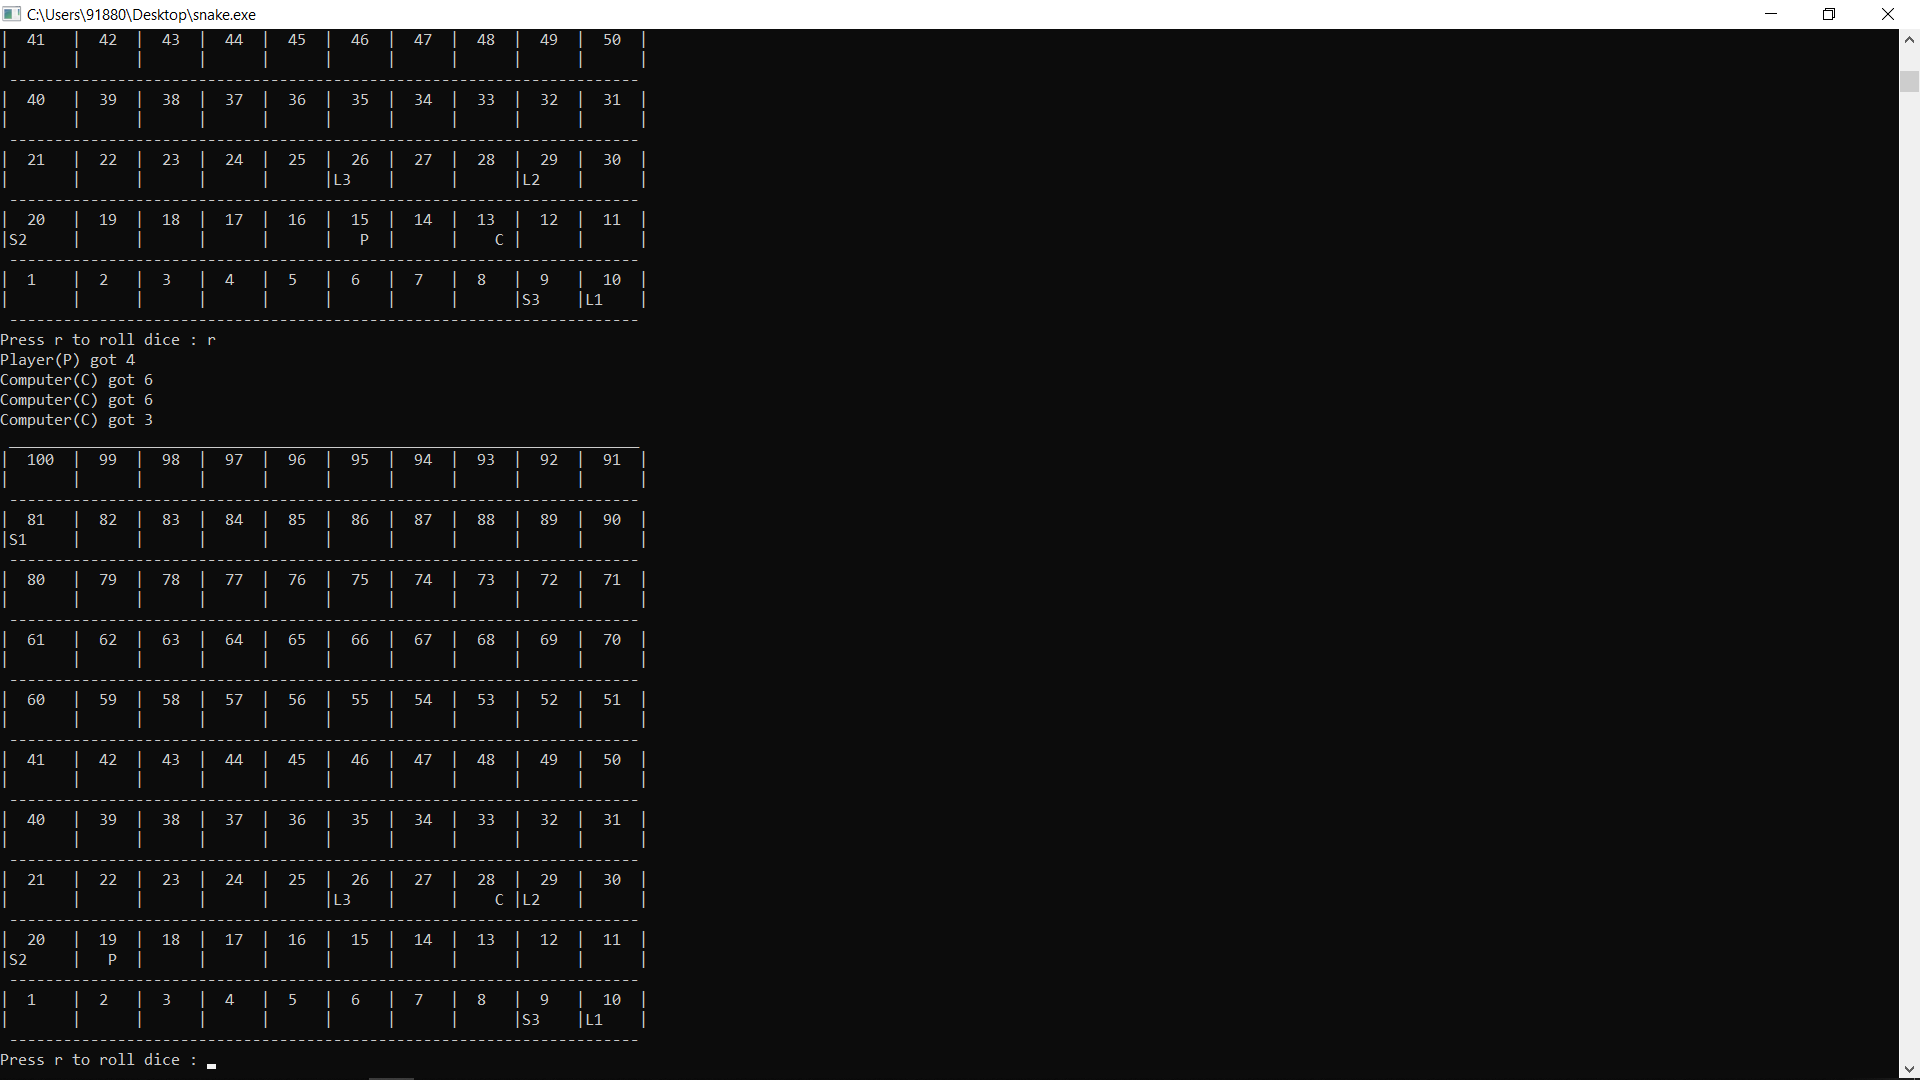 C:\Users\91880\Desktop\snake.exe
|  41   |  42  |  43  |  44  |  45  |  46  |  47  |  48  |  49  |  50  |
|       |      |      |      |      |      |      |      |      |      |
 ----------------------------------------------------------------------
|  40   |  39  |  38  |  37  |  36  |  35  |  34  |  33  |  32  |  31  |
|       |      |      |      |      |      |      |      |      |      |
 ----------------------------------------------------------------------
|  21   |  22  |  23  |  24  |  25  |  26  |  27  |  28  |  29  |  30  |
|       |      |      |      |      |L3    |      |      |L2    |      |
 ----------------------------------------------------------------------
|  20   |  19  |  18  |  17  |  16  |  15  |  14  |  13  |  12  |  11  |
|S2     |      |      |      |      |   P  |      |    C |      |      |
 ----------------------------------------------------------------------
|  1    |  2   |  3   |  4   |  5   |  6   |  7   |  8   |  9   |  10  |
|       |      |      |      |      |      |      |      |S3    |L1    |
 ----------------------------------------------------------------------
Press r to roll dice : r
Player(P) got 4
Computer(C) got 6
Computer(C) got 6
Computer(C) got 3
 ______________________________________________________________________
|  100  |  99  |  98  |  97  |  96  |  95  |  94  |  93  |  92  |  91  |
|       |      |      |      |      |      |      |      |      |      |
 ----------------------------------------------------------------------
|  81   |  82  |  83  |  84  |  85  |  86  |  87  |  88  |  89  |  90  |
|S1     |      |      |      |      |      |      |      |      |      |
 ----------------------------------------------------------------------
|  80   |  79  |  78  |  77  |  76  |  75  |  74  |  73  |  72  |  71  |
|       |      |      |      |      |      |      |      |      |      |
 ----------------------------------------------------------------------
|  61   |  62  |  63  |  64  |  65  |  66  |  67  |  68  |  69  |  70  |
|       |      |      |      |      |      |      |      |      |      |
 ----------------------------------------------------------------------
|  60   |  59  |  58  |  57  |  56  |  55  |  54  |  53  |  52  |  51  |
|       |      |      |      |      |      |      |      |      |      |
 ----------------------------------------------------------------------
|  41   |  42  |  43  |  44  |  45  |  46  |  47  |  48  |  49  |  50  |
|       |      |      |      |      |      |      |      |      |      |
 ----------------------------------------------------------------------
|  40   |  39  |  38  |  37  |  36  |  35  |  34  |  33  |  32  |  31  |
|       |      |      |      |      |      |      |      |      |      |
 ----------------------------------------------------------------------
|  21   |  22  |  23  |  24  |  25  |  26  |  27  |  28  |  29  |  30  |
|       |      |      |      |      |L3    |      |    C |L2    |      |
 ----------------------------------------------------------------------
|  20   |  19  |  18  |  17  |  16  |  15  |  14  |  13  |  12  |  11  |
|S2     |   P  |      |      |      |      |      |      |      |      |
 ----------------------------------------------------------------------
|  1    |  2   |  3   |  4   |  5   |  6   |  7   |  8   |  9   |  10  |
|       |      |      |      |      |      |      |      |S3    |L1    |
 ----------------------------------------------------------------------
Press r to roll dice :